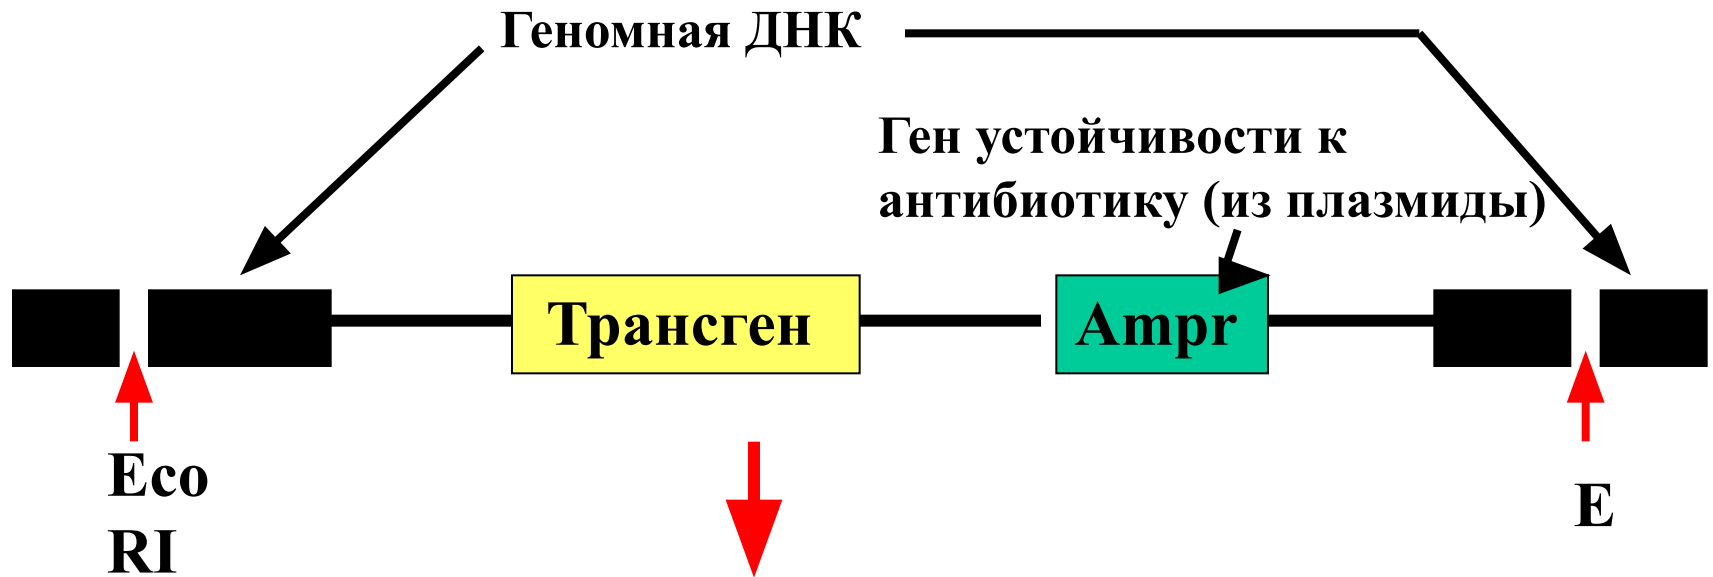 Геномная ДНК
Ген устойчивости к
антибиотику (из плазмиды)
Трансген
Ampr
Eco
RI
E